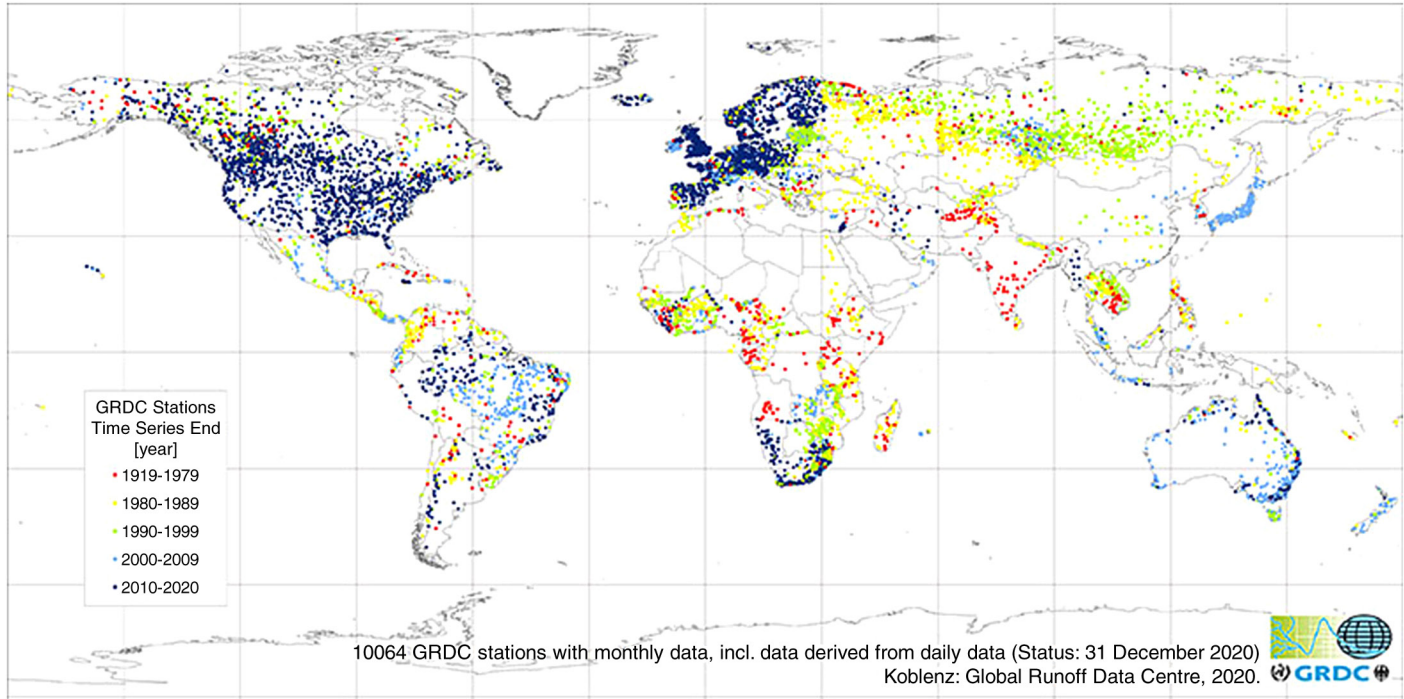 GRDC Stations
Time Series End
[year]
1919-1979
1980-1989
1990-1999
2000-2009
2010-2020
10064 GRDC stations with monthly data, incl. data derived from daily data (Status: 31 December 2020)
Koblenz: Global Runoff Data Centre, 2020.
GRDC